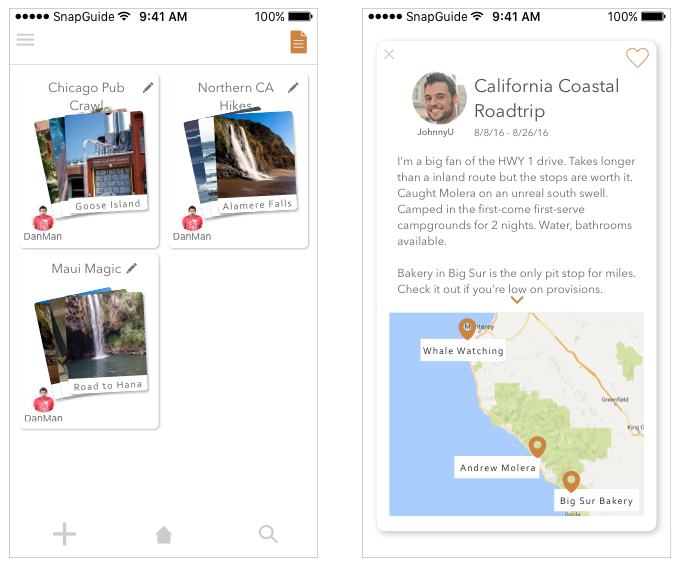 SnapGuide 9:41 AM 100%
Chicago Pub
Crawl
Goose Island
DanMan
Northern CA
Hikes
Alamere Falls
DanMan
Maui Magic
Road to Hana
DanMan
SnapGuide 9:41 AM 100%
California Coastal
Roadtrip
JohnnyU
8/8/16 - 8/26/16
I'm a big fan of the HWY 1 drive. Takes longer
than a inland route but the stops are worth it.
Caught Molera on an unreal south swell.
Camped in the first-come first-serve
campgrounds for 2 nights. Water, bathrooms
available.
Bakery in Big Sur is the only pit stop for miles.
Check it out if you're low on provisions.
Monterey
Whale Watching
Greenfield
King C
Andrew Molera
Big Sur Bakery
Gorda